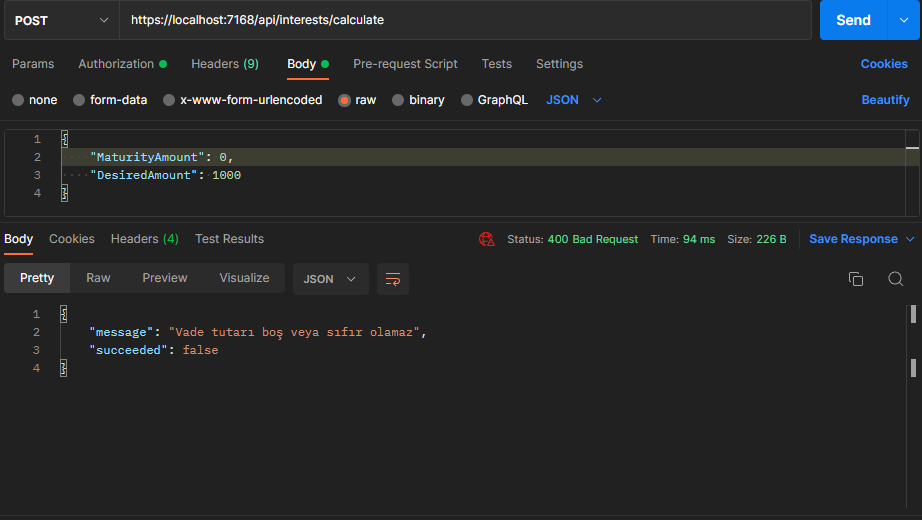 POST https://localhost:7168/api/interests/calculate Send
Params Authorization Headers (9) Body Pre-request Script Tests Settings Cookies
none form-data x-www-form-urlencoded raw binary GraphQL JSON Beautify
1 {
2 "MaturityAmount": 0,
3 "DesiredAmount": 1000
4 }
Body Cookies Headers (4) Test Results Status: 400 Bad Request Time: 94 ms Size: 226 B Save Response
Pretty Raw Preview Visualize JSON
1 {
2 "message": "Vade tutarı boş veya sıfır olamaz",
3 "succeeded": false
4 }